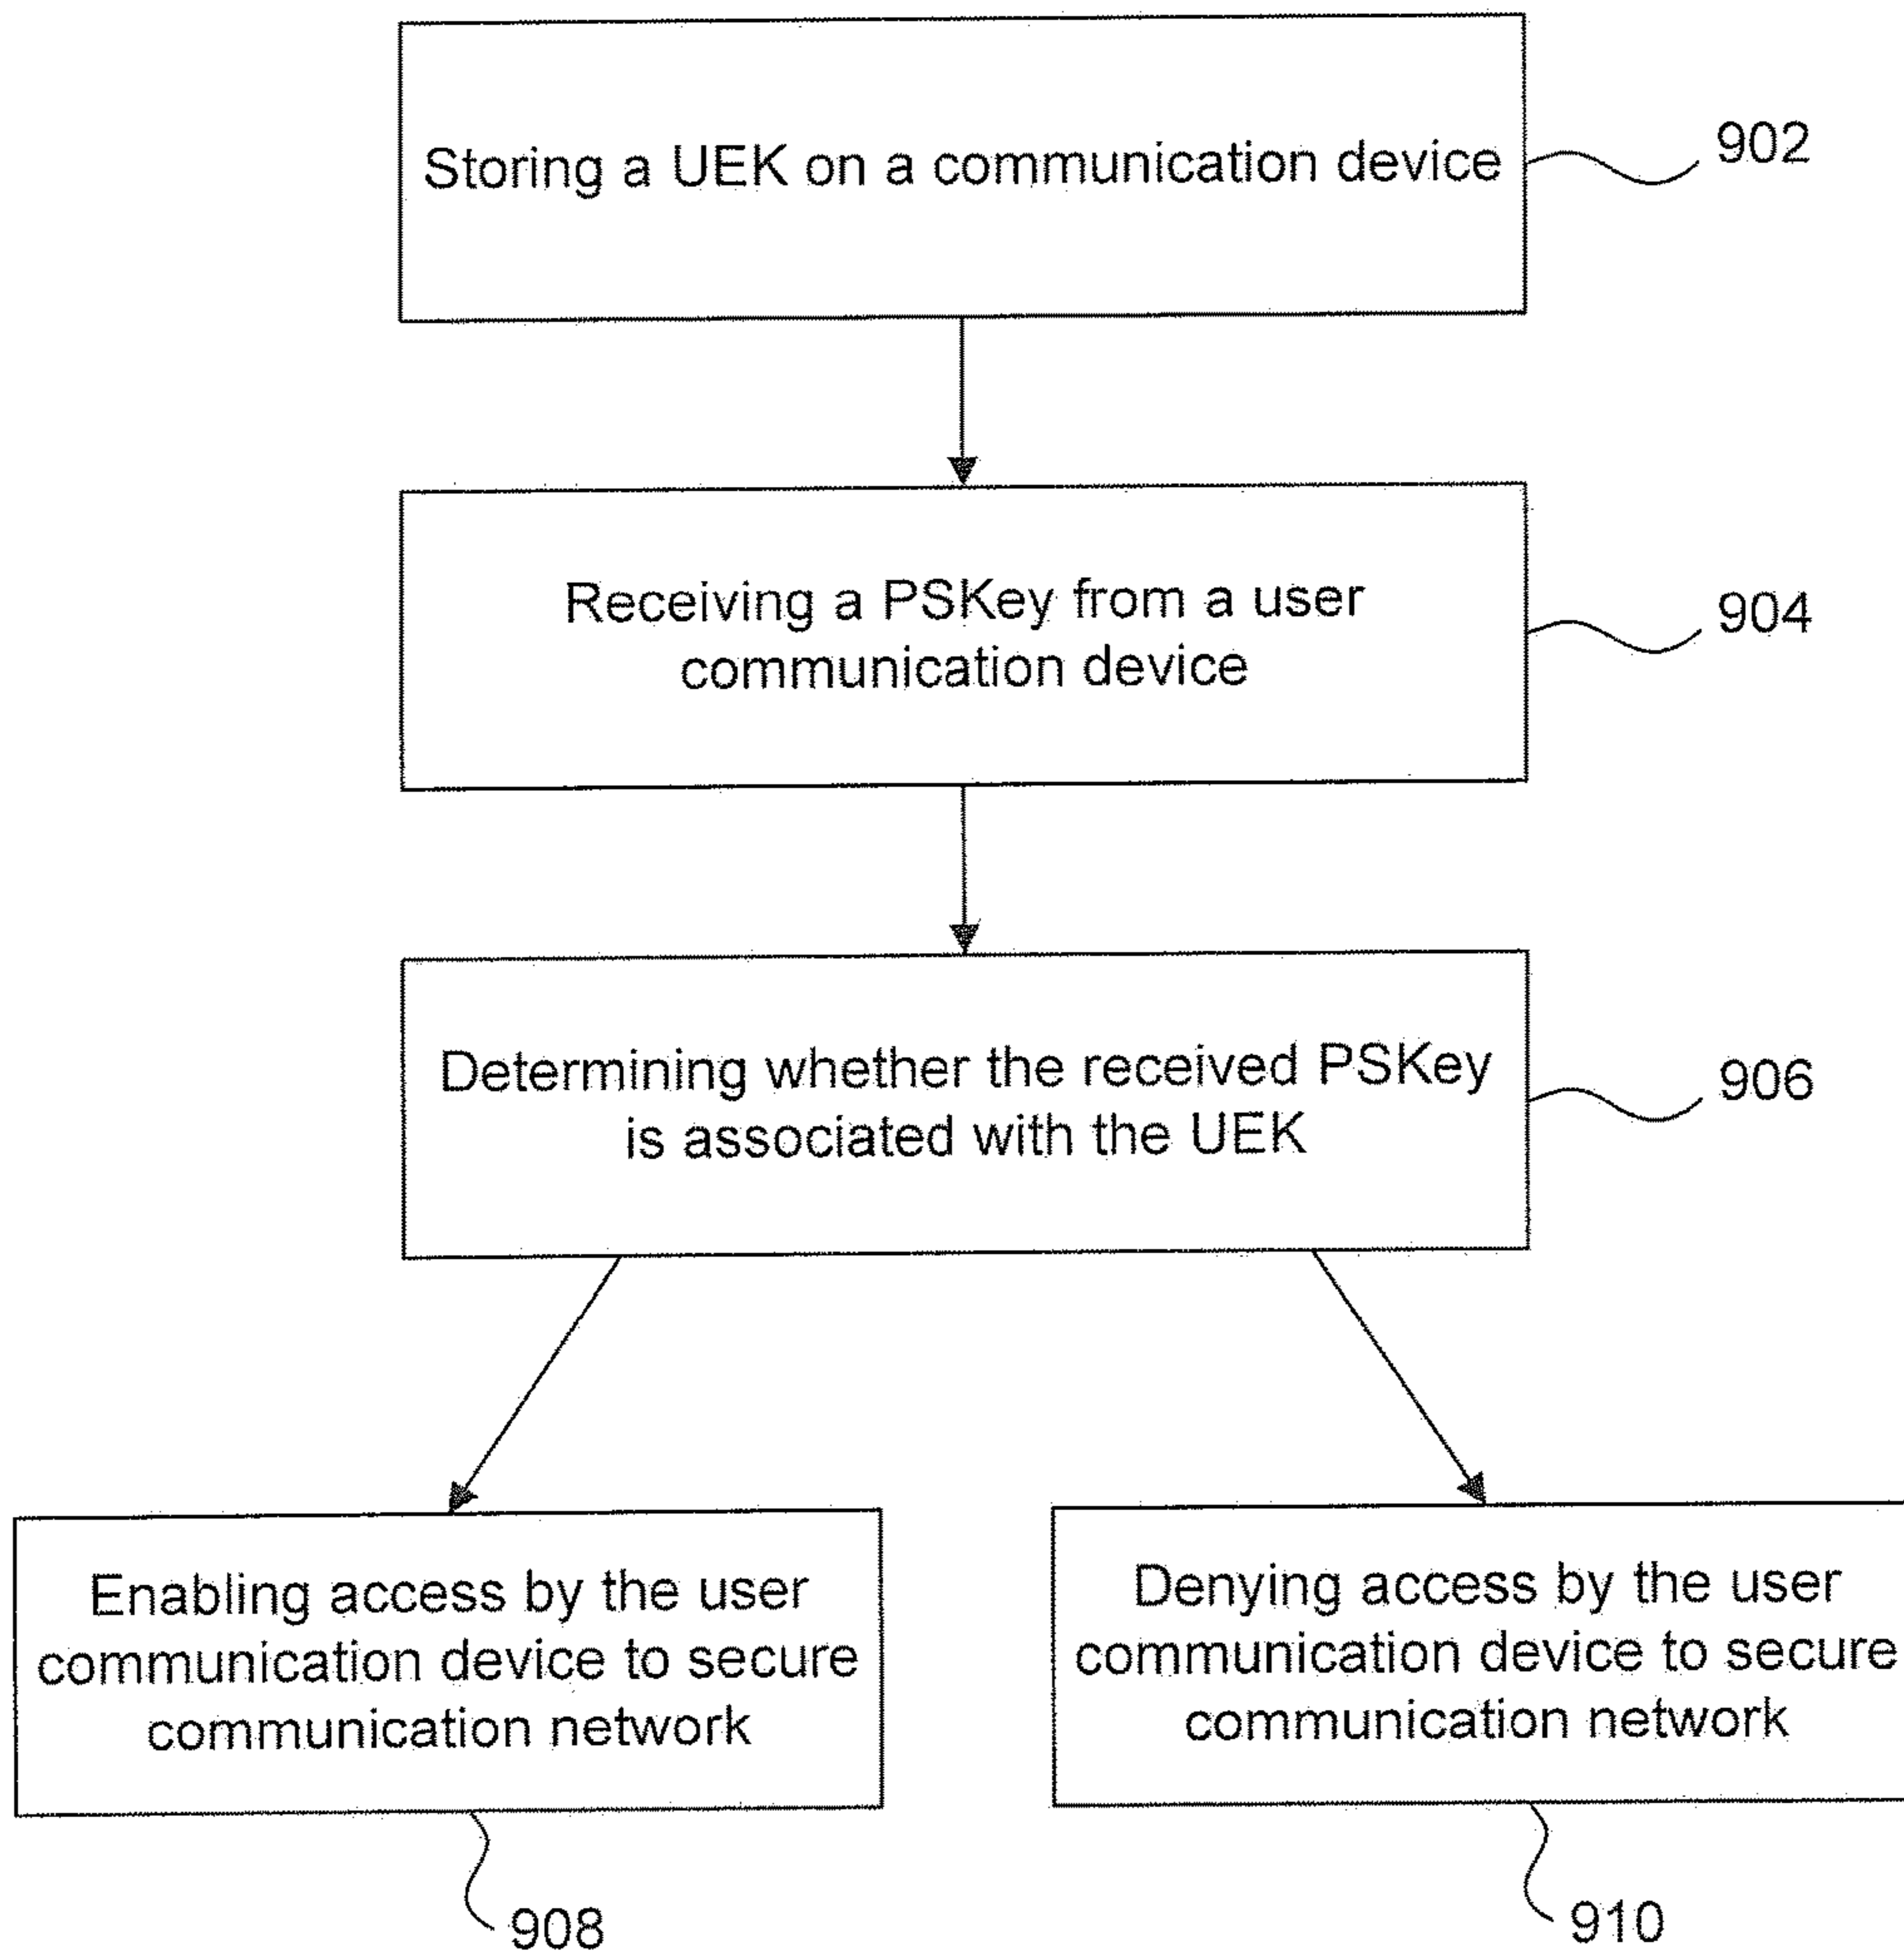 Storing a UEK on a communication device
902
Receiving a PSKey from a user
communication device
904
Determining whether the received PSKey
is associated with the UEK
906
Enabling access by the user
communication device to secure
communication network
908
Denying access by the user
communication device to secure
communication network
910